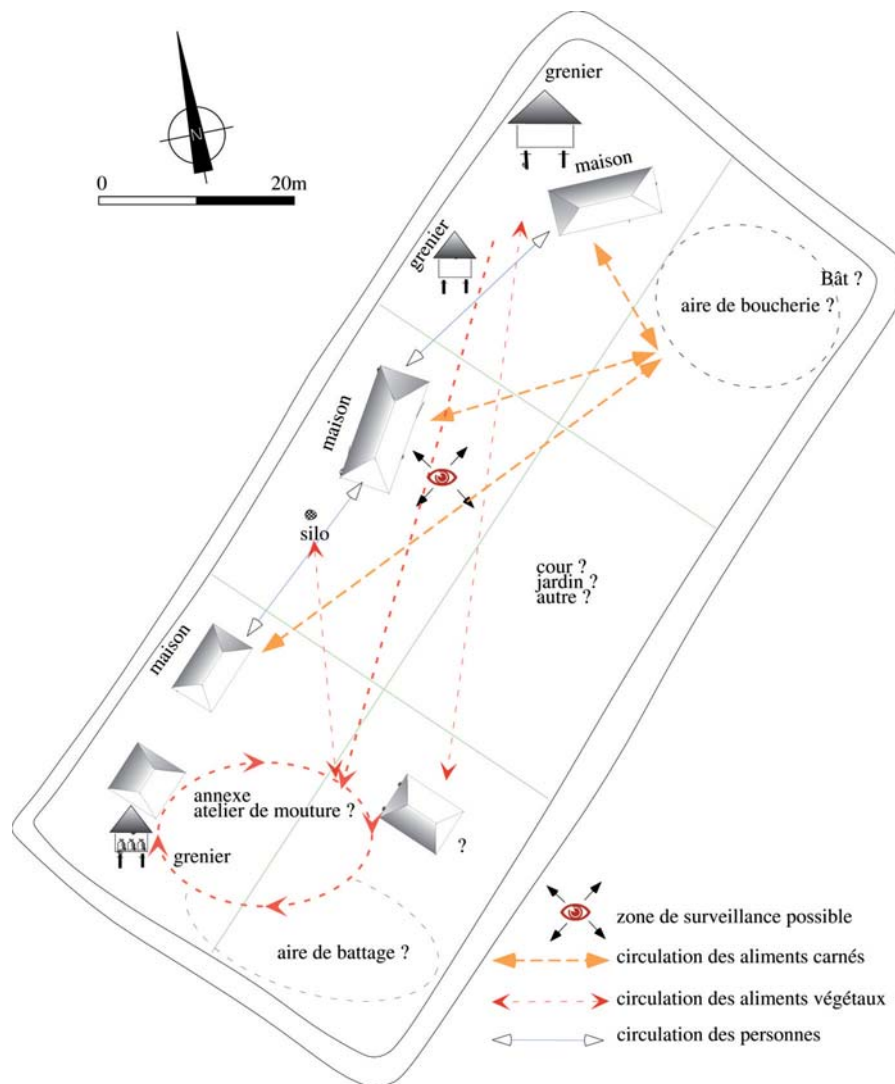 grenier
N
0
20m
maison
grenier
Bât ?
aire de boucherie ?
maison
silo
cour ?
jardin ?
autre ?
maison
annexe
atelier de mouture ?
?
grenier
aire de battage ?
zone de surveillance possible
circulation des aliments carnés
circulation des aliments végétaux
circulation des personnes